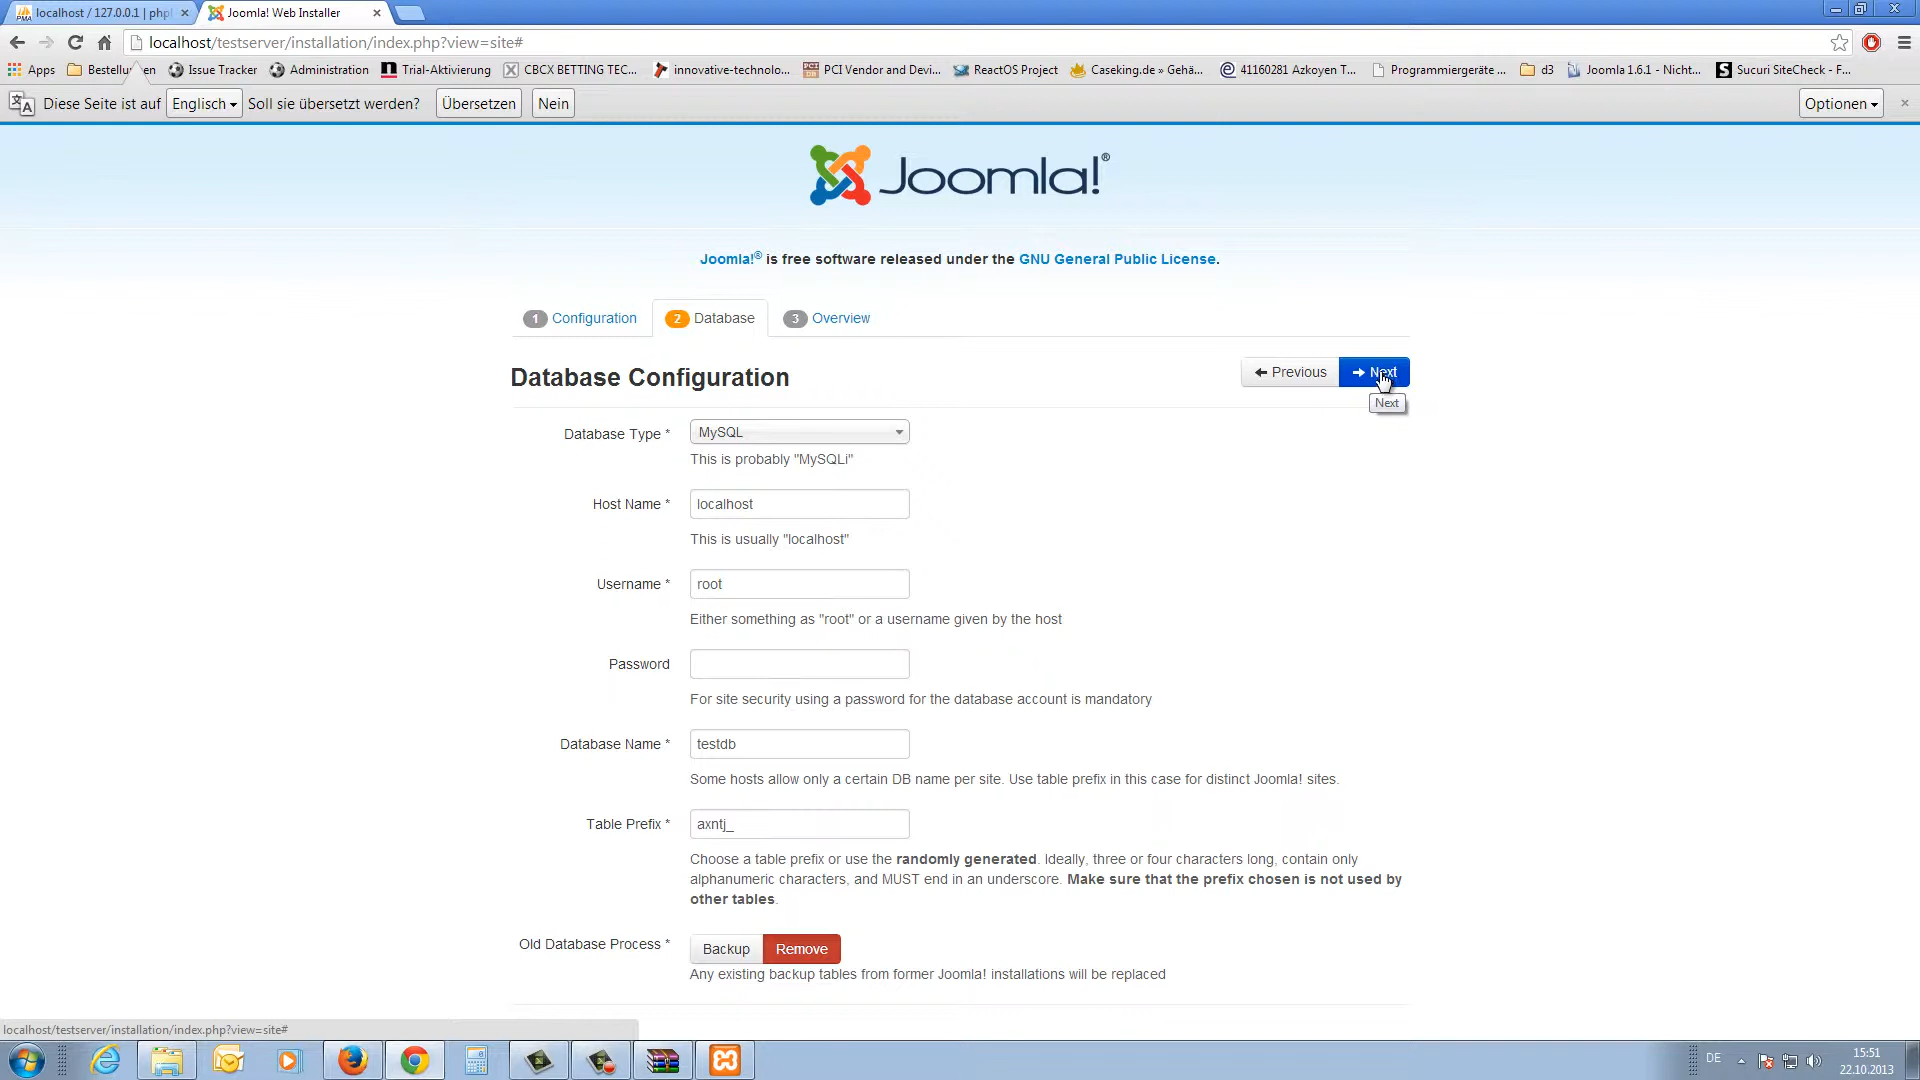 localhost / 127.0.0.1 | php
Joomla! Web Installer
localhost/testserver/installation/index.php?view=site#
Apps
Issue Tracker
Administration
Trial-Aktivierung
CBCX BETTING TEC...
innovative-technolo...
PCI Vendor and Devi...
ReactOS Project
Caseking.de » Gehä...
41160281 Azkoyen T...
Programmiergeräte ...
d3
Joomla 1.6.1 - Nicht...
Sucuri SiteCheck - F...
Diese Seite ist auf Englisch Soll sie übersetzt werden? Übersetzen Nein
Optionen
Joomla!®
Joomla!® is free software released under the GNU General Public License.
1 Configuration
2 Database
3 Overview
Database Configuration
Previous
Next
Next
Database Type *
MySQL
This is probably "MySQLi"
Host Name *
localhost
This is usually "localhost"
Username *
root
Either something as "root" or a username given by the host
Password
For site security using a password for the database account is mandatory
Database Name *
testdb
Some hosts allow only a certain DB name per site. Use table prefix in this case for distinct Joomla! sites.
Table Prefix *
axntj_
Choose a table prefix or use the randomly generated. Ideally, three or four characters long, contain only
alphanumeric characters, and MUST end in an underscore. Make sure that the prefix chosen is not used by
other tables.
Old Database Process *
Backup
Remove
Any existing backup tables from former Joomla! installations will be replaced
localhost/testserver/installation/index.php?view=site#
DE
15:51
22.10.2013